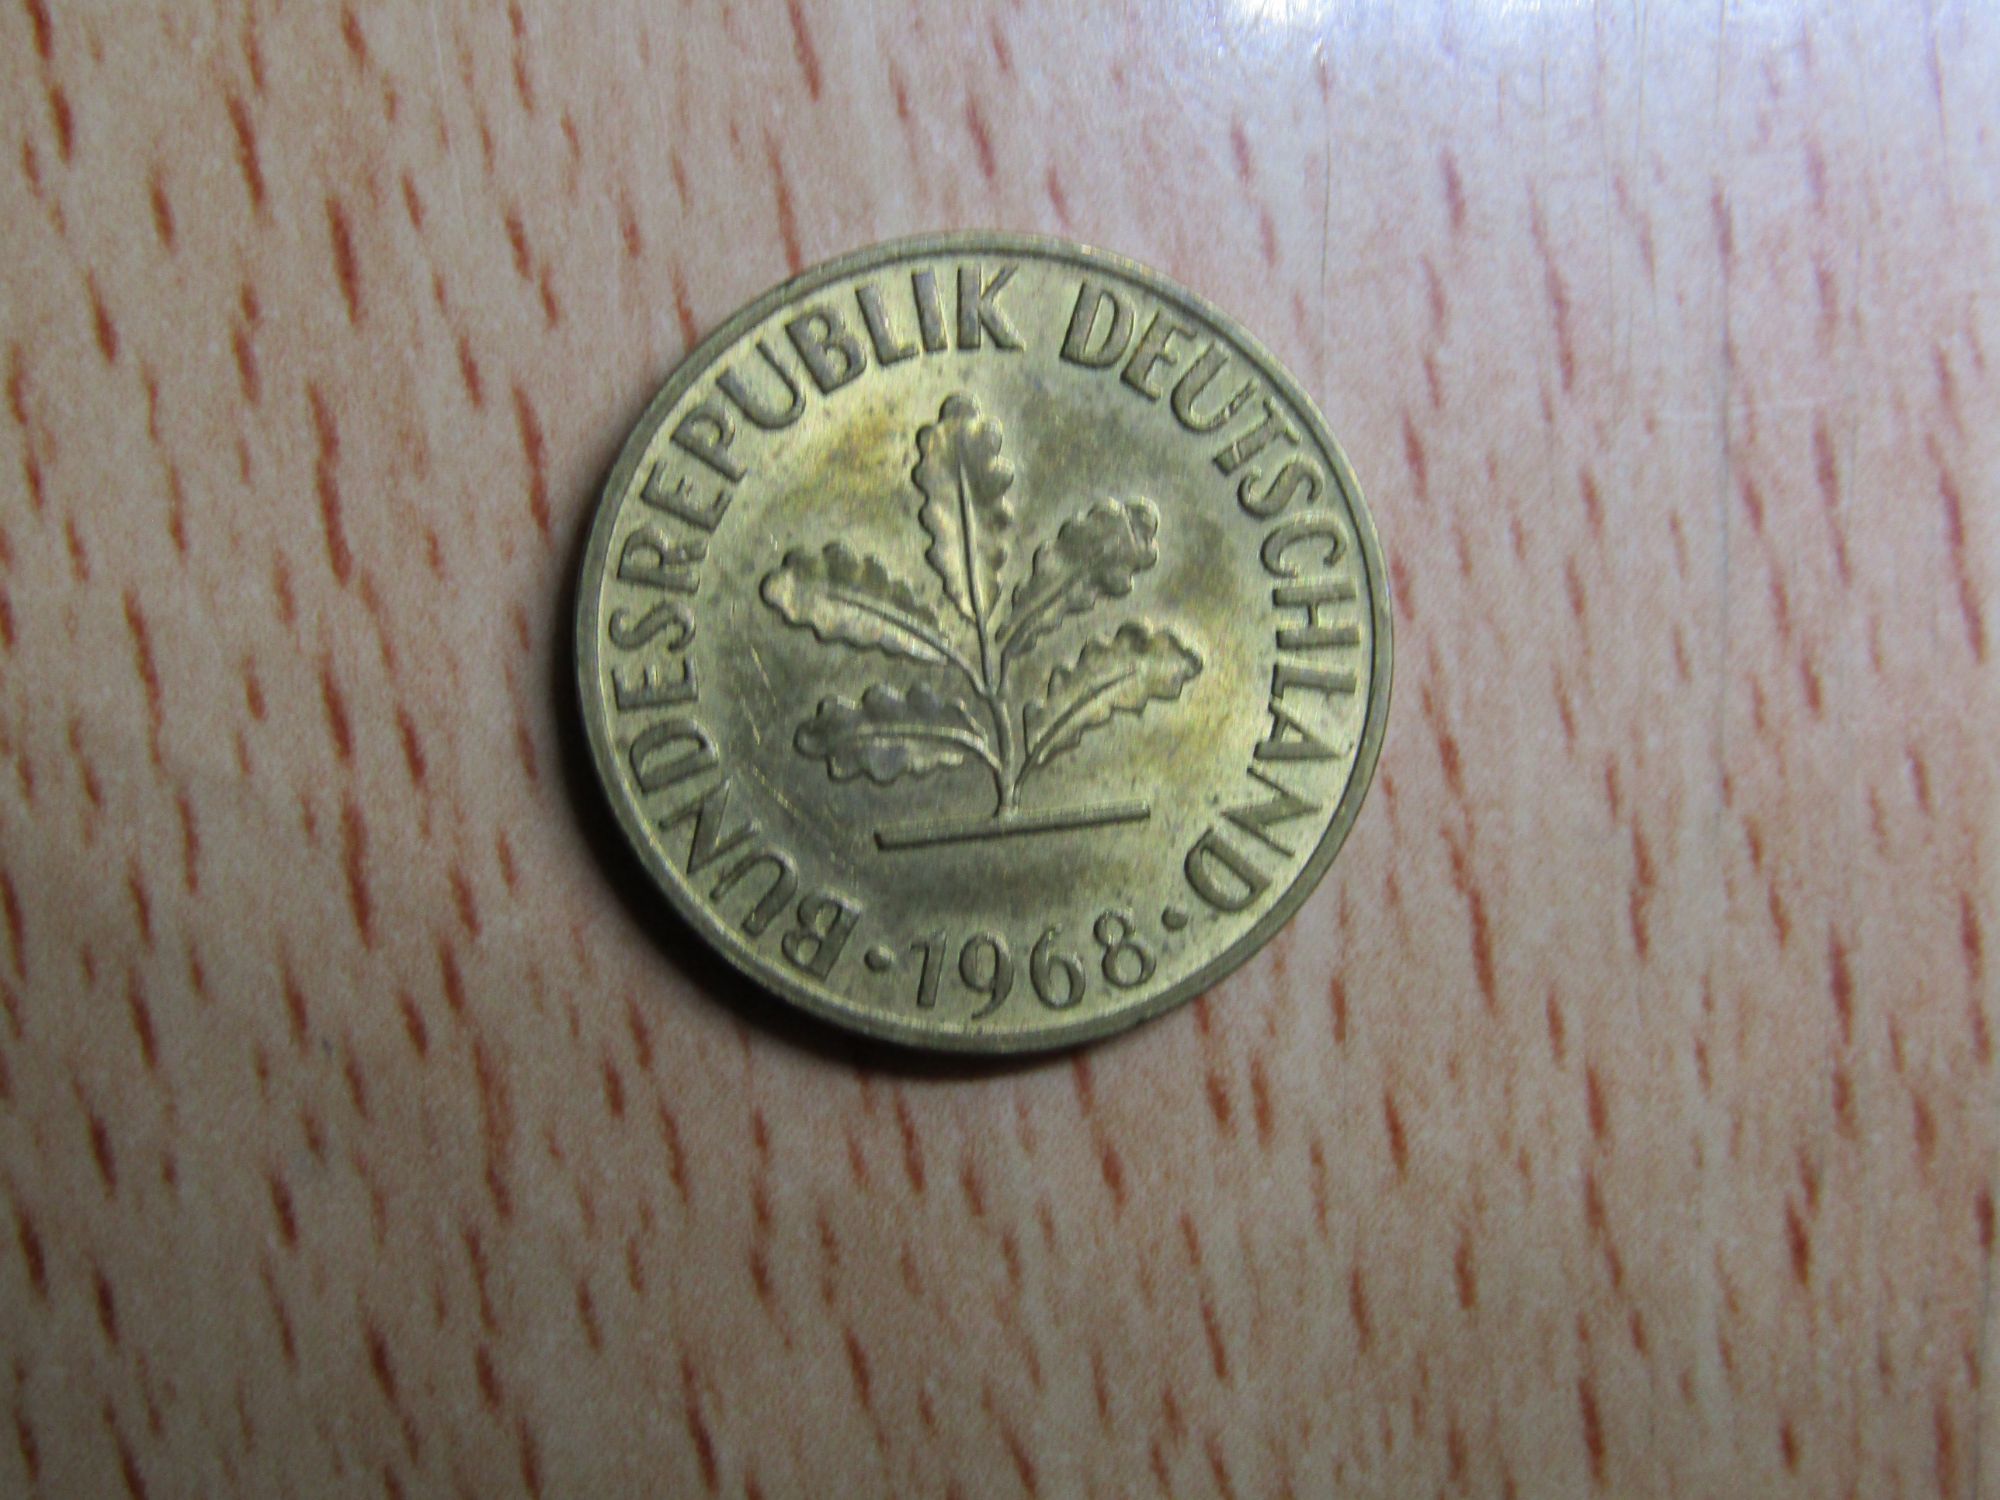 BUNDESREPUBLIK DEUTSCHLAND
· 1968 ·